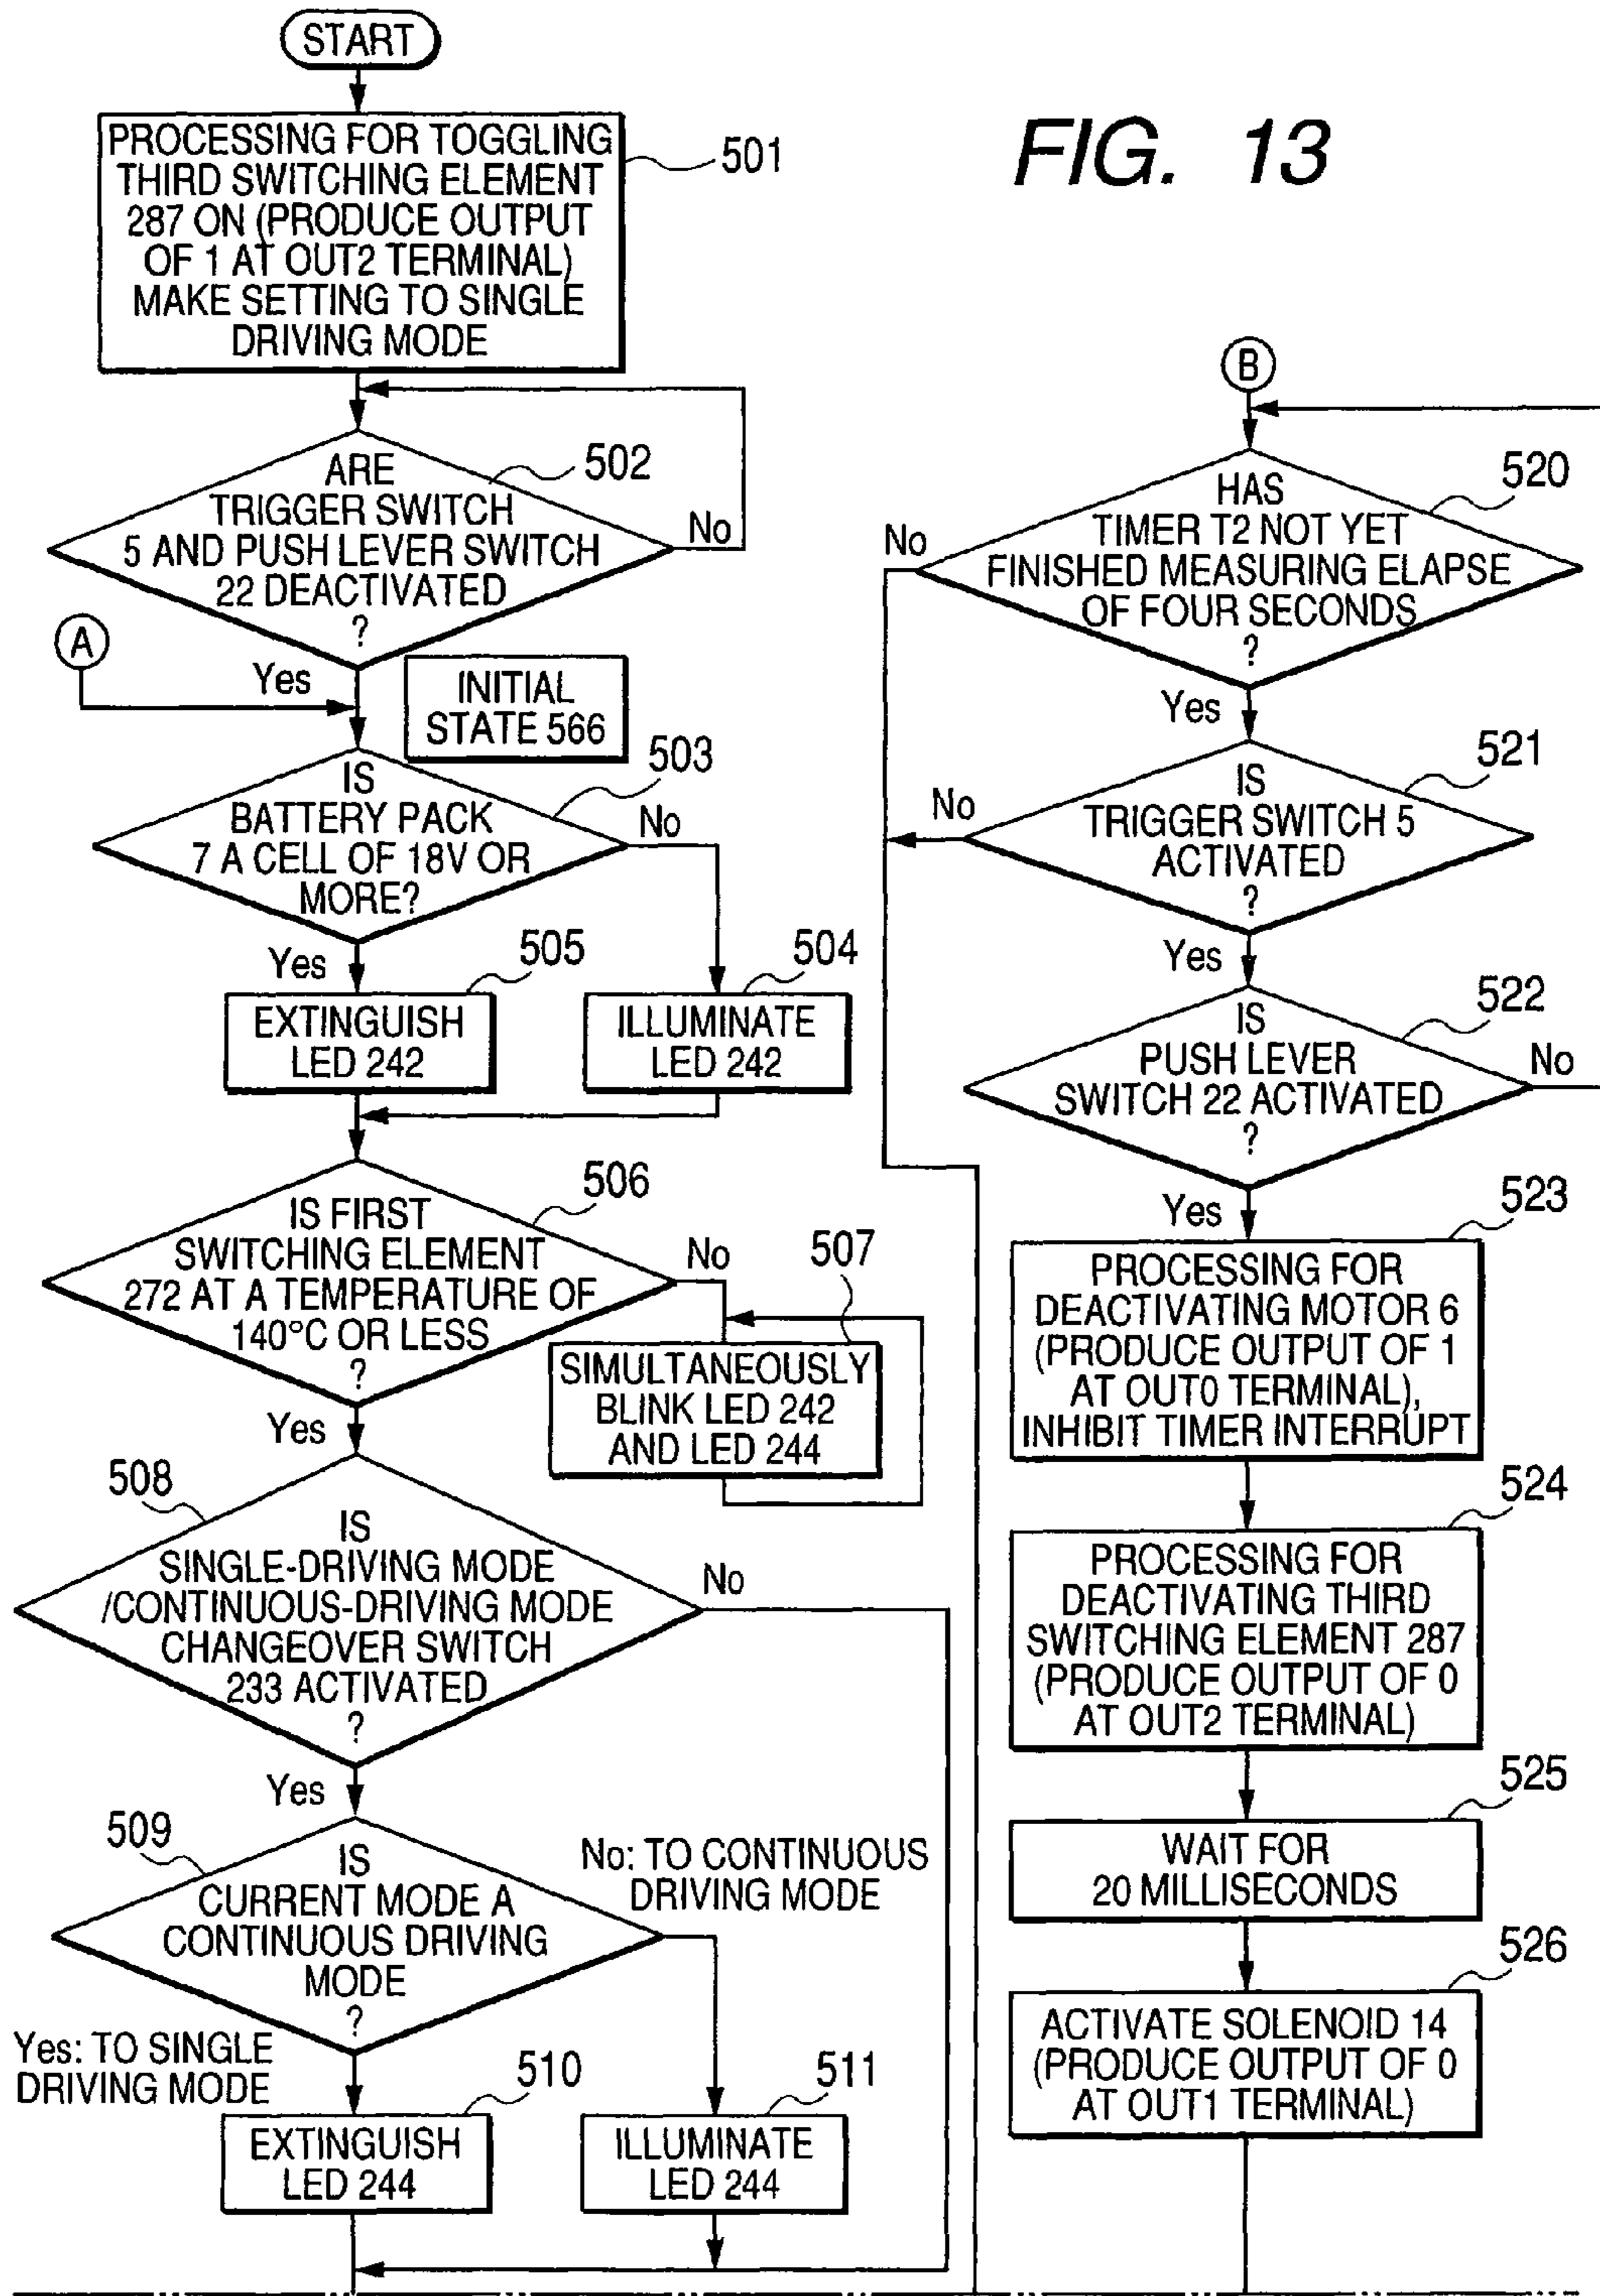 START
PROCESSING FOR TOGGLING
THIRD SWITCHING ELEMENT
287 ON (PRODUCE OUTPUT
OF 1 AT OUT2 TERMINAL)
MAKE SETTING TO SINGLE
DRIVING MODE
501
FIG. 13
ARE
TRIGGER SWITCH
5 AND PUSH LEVER SWITCH
22 DEACTIVATED
?
502
No
A
Yes
INITIAL
STATE 566
IS
BATTERY PACK
7 A CELL OF 18V OR
MORE?
503
No
Yes
505
EXTINGUISH
LED 242
504
ILLUMINATE
LED 242
IS FIRST
SWITCHING ELEMENT
272 AT A TEMPERATURE OF
140°C OR LESS
?
506
No
507
SIMULTANEOUSLY
BLINK LED 242
AND LED 244
Yes
508
IS
SINGLE-DRIVING MODE
/CONTINUOUS-DRIVING MODE
CHANGEOVER SWITCH
233 ACTIVATED
?
No
Yes
509
IS
CURRENT MODE A
CONTINUOUS DRIVING
MODE
?
No: TO CONTINUOUS
DRIVING MODE
Yes: TO SINGLE
DRIVING MODE
510
EXTINGUISH
LED 244
511
ILLUMINATE
LED 244
B
HAS
TIMER T2 NOT YET
FINISHED MEASURING ELAPSE
OF FOUR SECONDS
?
520
No
Yes
IS
TRIGGER SWITCH 5
ACTIVATED
?
521
No
Yes
IS
PUSH LEVER
SWITCH 22 ACTIVATED
?
522
No
Yes
523
PROCESSING FOR
DEACTIVATING MOTOR 6
(PRODUCE OUTPUT OF 1
AT OUT0 TERMINAL),
INHIBIT TIMER INTERRUPT
524
PROCESSING FOR
DEACTIVATING THIRD
SWITCHING ELEMENT 287
(PRODUCE OUTPUT OF 0
AT OUT2 TERMINAL)
525
WAIT FOR
20 MILLISECONDS
526
ACTIVATE SOLENOID 14
(PRODUCE OUTPUT OF 0
AT OUT1 TERMINAL)